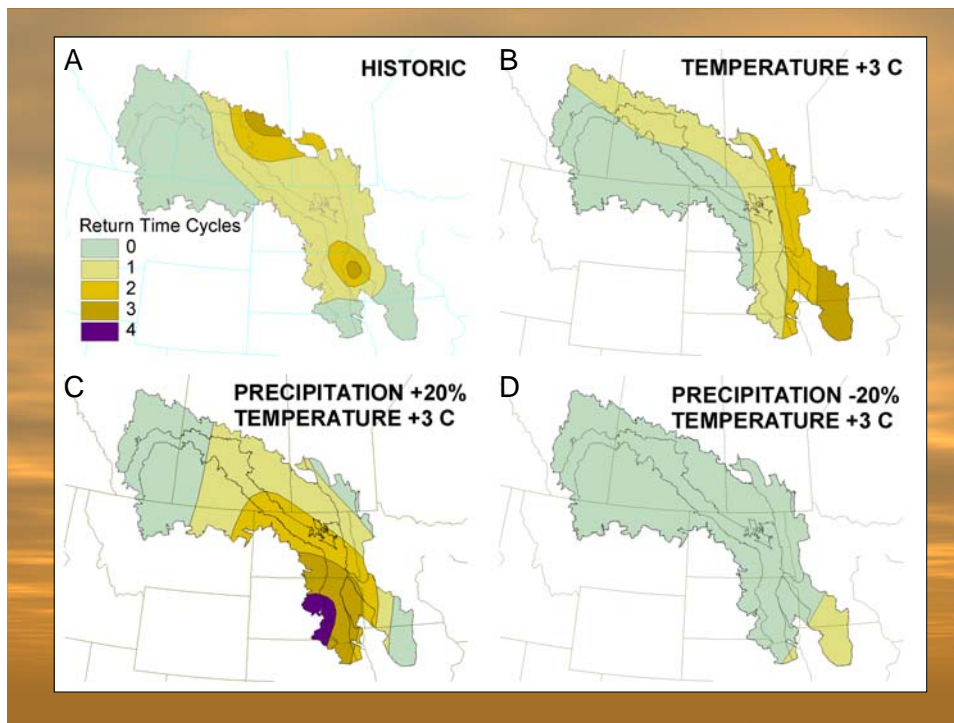 A
HISTORIC
Return Time Cycles
0
1
2
3
4
B
TEMPERATURE +3 C
C
PRECIPITATION +20%
TEMPERATURE +3 C
D
PRECIPITATION -20%
TEMPERATURE +3 C